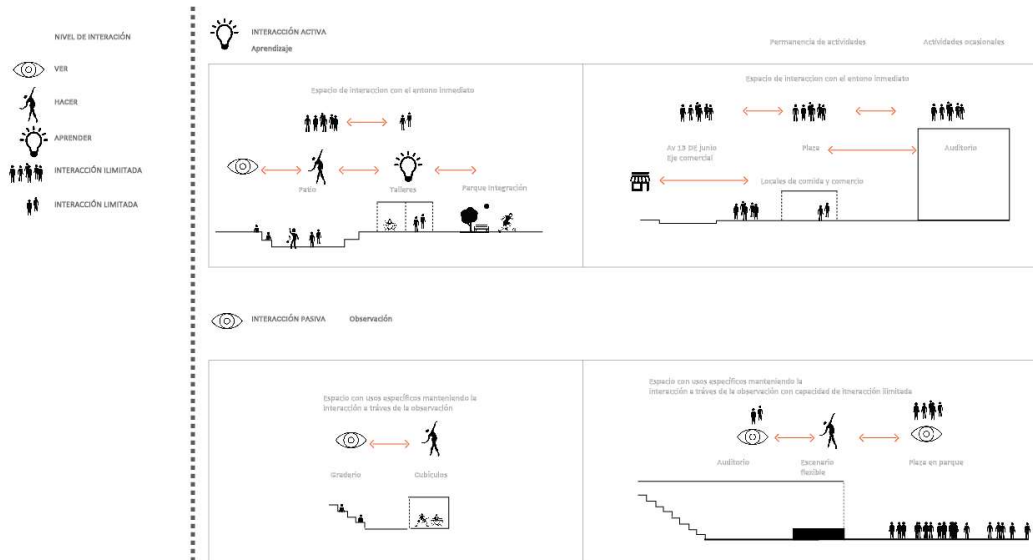 NIVEL DE INTERACIÓN
VER
HACER
APRENDER
INTERACCIÓN ILIMIITADA
INTERACCIÓN LIMITADA
INTERACCIÓN ACTIVA
Aprendizaje
Permanencia de actividades
Actividades ocasionales
Espacio de interaccion con el entono inmediato
Patio
Talleres
Parque Integración
Espacio de interaccion con el entono inmediato
Av 13 DE junio
Eje comercial
Plaza
Auditorio
Locales de comida y comercio
INTERACCIÓN PASIVA
Observación
Espacio con usos específicos manteniendo la
interacción a tráves de la observación
Graderio
Cubículos
Espacio con usos específicos manteniendo la
interacción a tráves de la observación con capacidad de itneracción ilimitada
Auditorio
Escenario
flexible
Plaza en parque